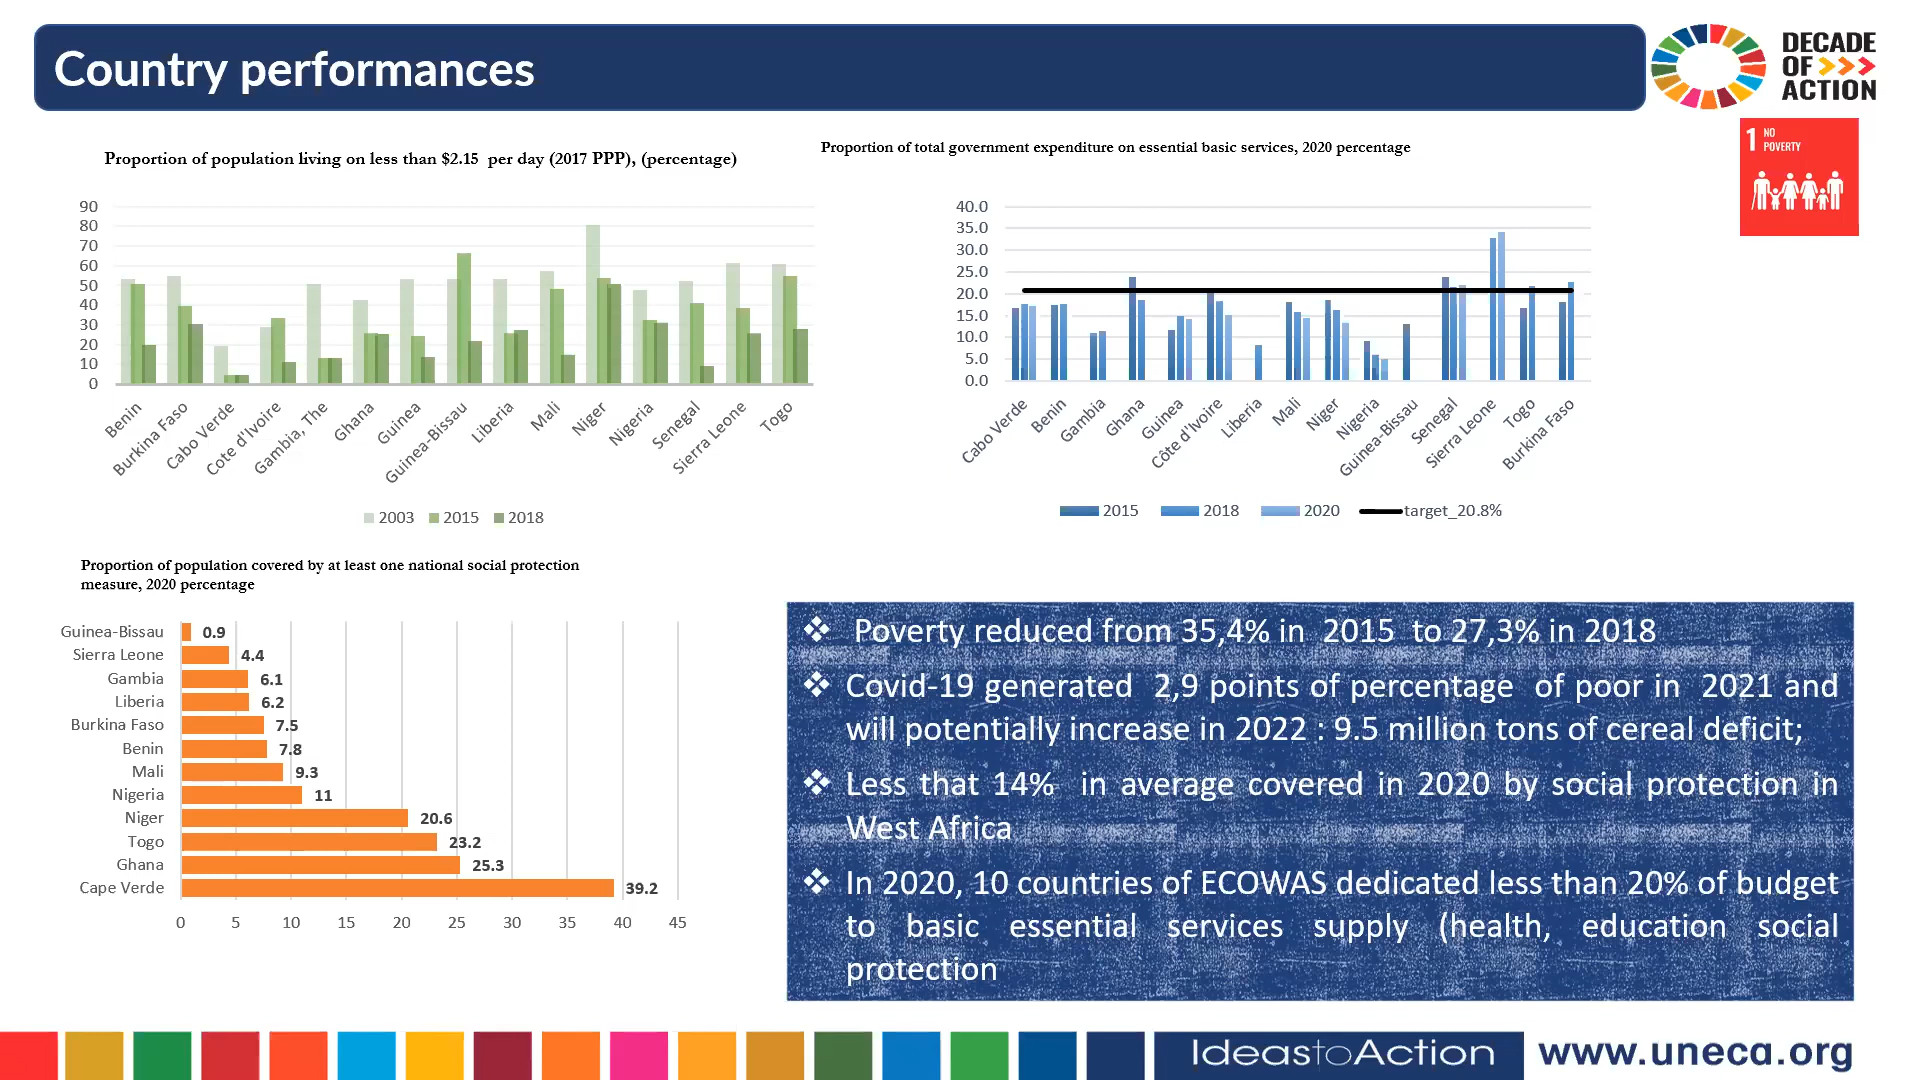 Country performances
DECADE
OF
ACTION
1 NO
POVERTY
Proportion of population living on less than $2.15 per day (2017 PPP), (percentage)
90
80
70
60
50
40
30
20
10
0
Benin
Burkina Faso
Cabo Verde
Cote d'Ivoire
Gambia, The
Ghana
Guinea
Guinea-Bissau
Liberia
Mali
Niger
Nigeria
Senegal
Sierra Leone
Togo
2003 2015 2018
Proportion of total government expenditure on essential basic services, 2020 percentage
40.0
35.0
30.0
25.0
20.0
15.0
10.0
5.0
0.0
Cabo Verde
Benin
Gambia
Ghana
Guinea
Côte d'Ivoire
Liberia
Mali
Niger
Nigeria
Guinea-Bissau
Senegal
Sierra Leone
Togo
Burkina Faso
2015 2018 2020 target_20.8%
Proportion of population covered by at least one national social protection
measure, 2020 percentage
Guinea-Bissau 0.9
Sierra Leone 4.4
Gambia 6.1
Liberia 6.2
Burkina Faso 7.5
Benin 7.8
Mali 9.3
Nigeria 11
Niger 20.6
Togo 23.2
Ghana 25.3
Cape Verde 39.2
0 5 10 15 20 25 30 35 40 45
Poverty reduced from 35,4% in 2015 to 27,3% in 2018
Covid-19 generated 2,9 points of percentage of poor in 2021 and
will potentially increase in 2022 : 9.5 million tons of cereal deficit;
Less that 14% in average covered in 2020 by social protection in
West Africa
In 2020, 10 countries of ECOWAS dedicated less than 20% of budget
to basic essential services supply (health, education social
protection
IdeastoAction
www.uneca.org